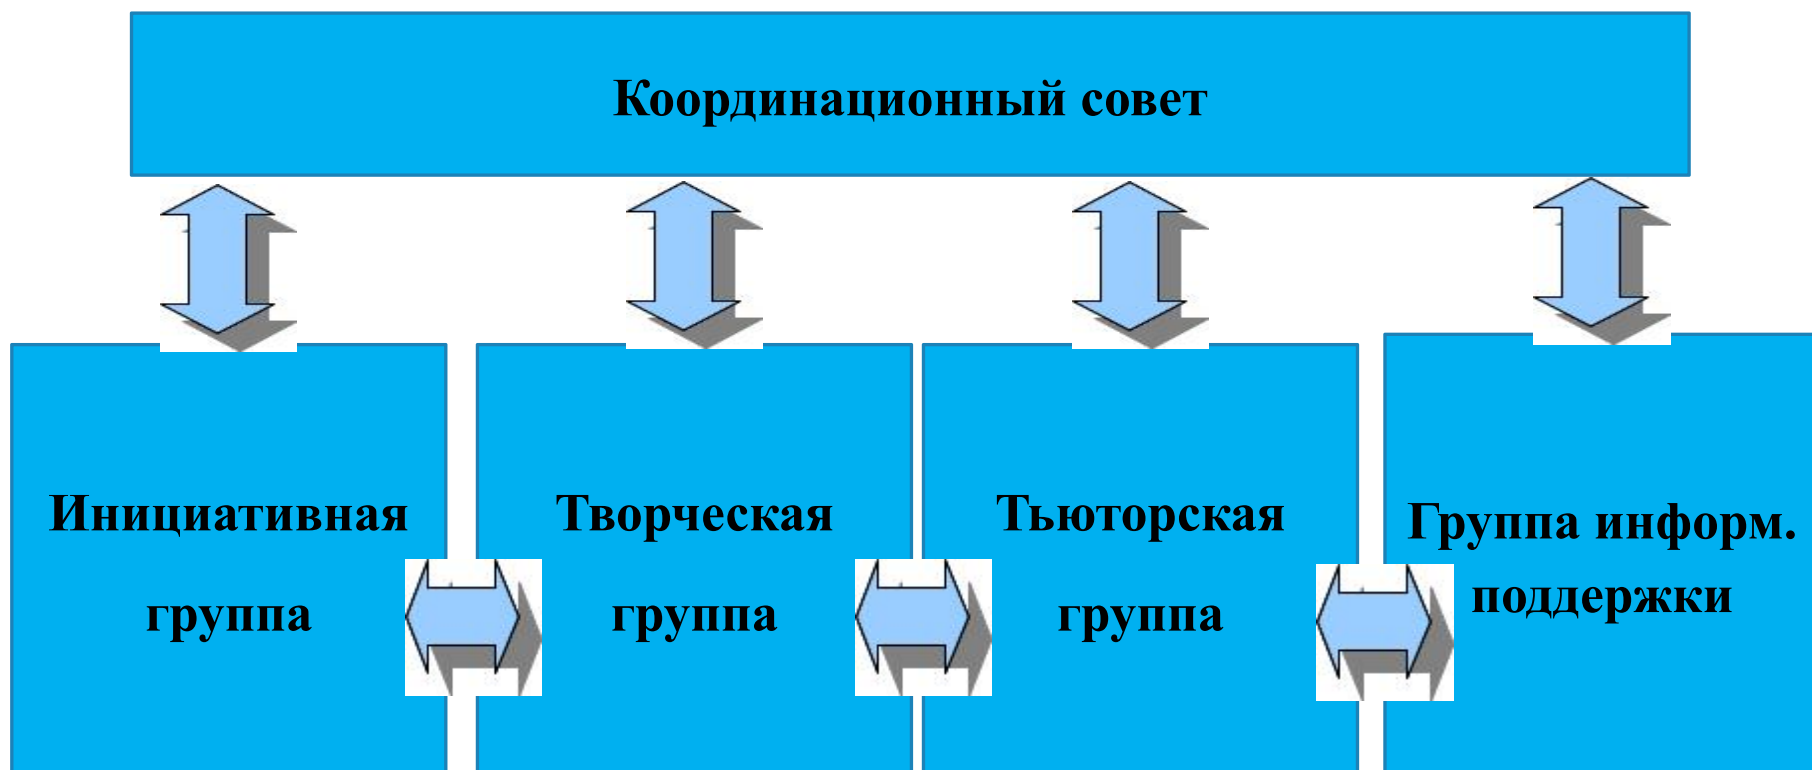 Координационный совет
Инициативная
группа
Творческая
группа
Тьюторская
группа
Группа информ.
поддержки